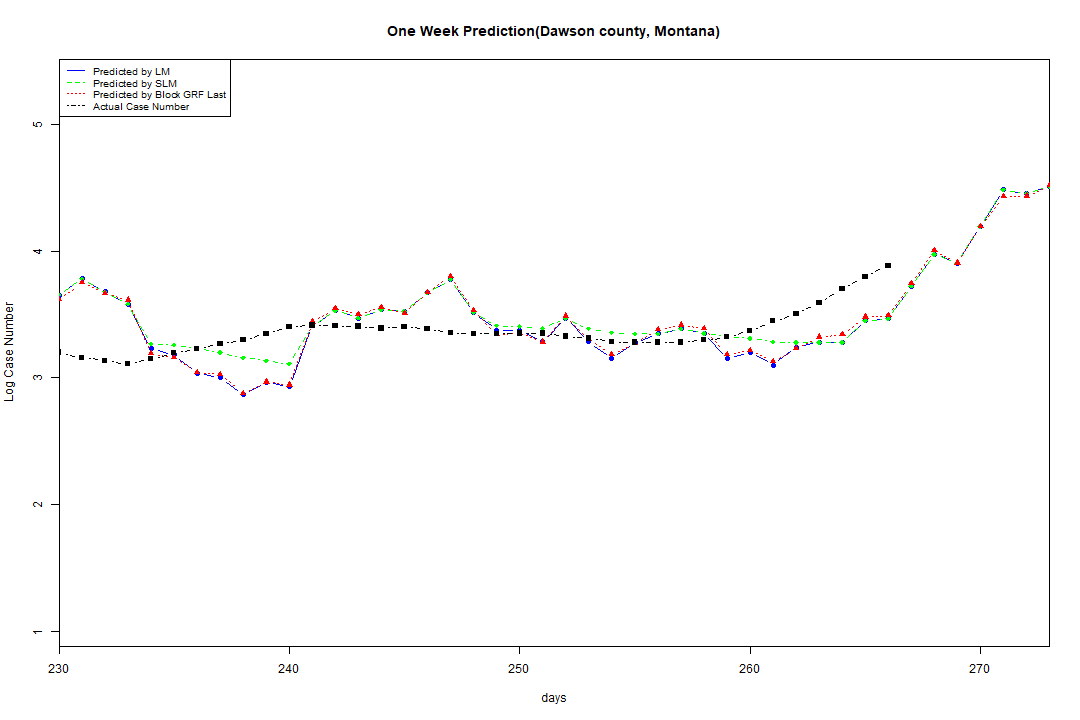 One Week Prediction(Dawson county, Montana)
Predicted by LM
Predicted by SLM
Predicted by Block GRF Last
Actual Case Number
5
4
3
2
1
Log Case Number
230 240 250 260 270
days